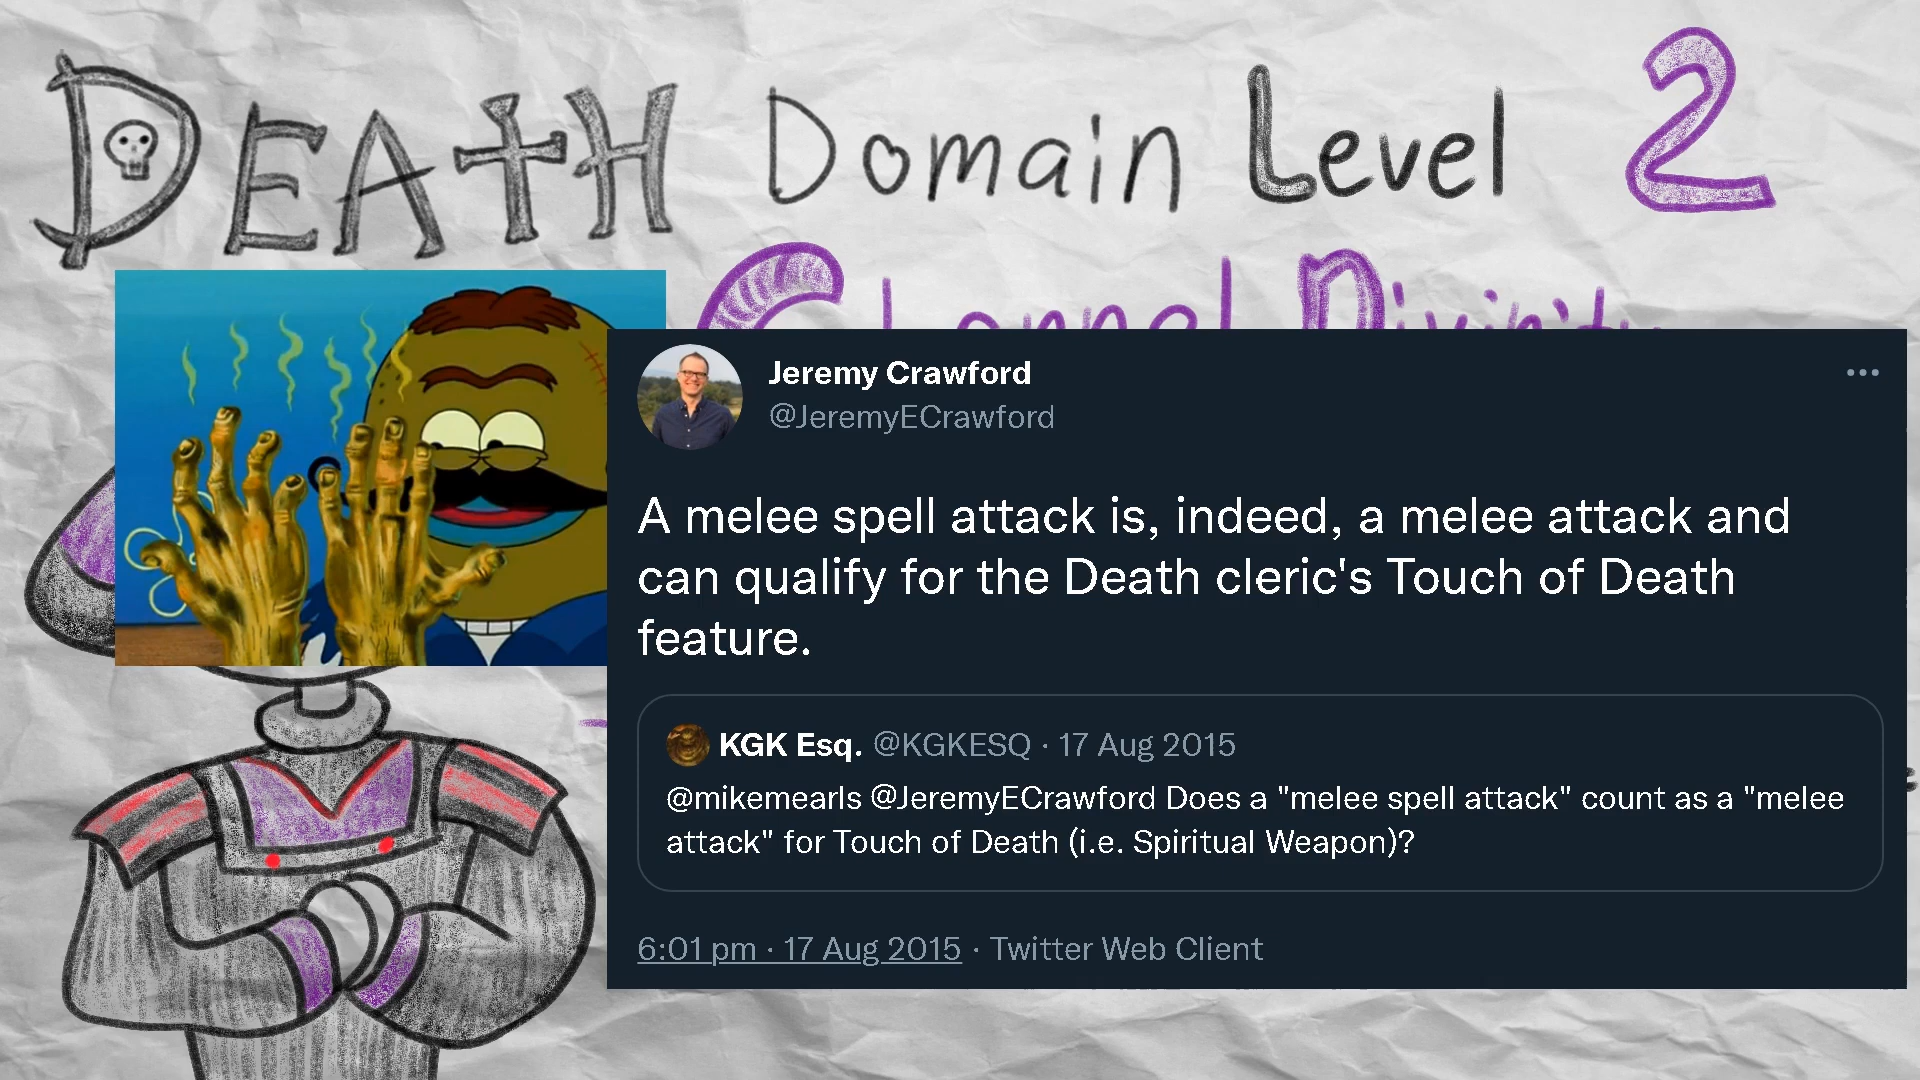 DEATH Domain Level 2
Channel Divinity
Jeremy Crawford
@JeremyECrawford
A melee spell attack is, indeed, a melee attack and
can qualify for the Death cleric's Touch of Death
feature.
KGK Esq. @KGKESQ · 17 Aug 2015
@mikemearls @JeremyECrawford Does a "melee spell attack" count as a "melee
attack" for Touch of Death (i.e. Spiritual Weapon)?
6:01 pm · 17 Aug 2015 · Twitter Web Client